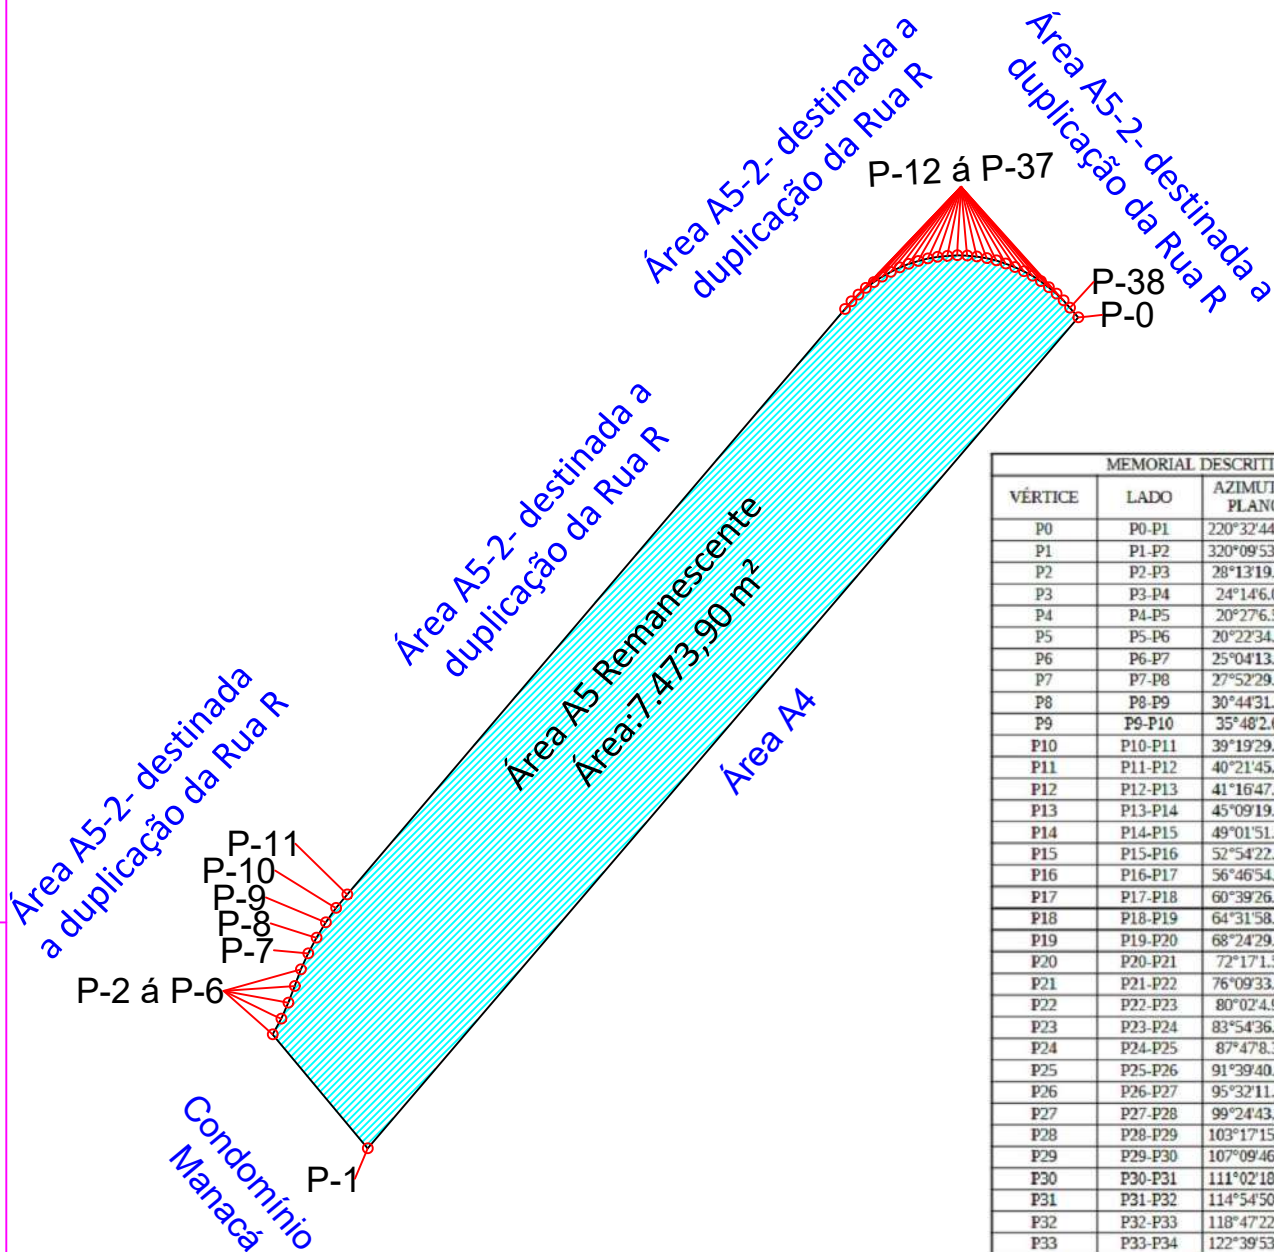 Área A5-2- destinada a
duplicação da Rua R
Área A5-2- destinada a
duplicação da Rua R
P-12 á P-37
P-38
P-0
Área A5-2- destinada a
duplicação da Rua R
Área A5 Remanescente
Área:7.473,90 m²
Área A4
Área A5-2- destinada
a duplicação da Rua R
P-11
P-10
P-9
P-8
P-7
P-2 á P-6
P-1
Condomínio
Manacá
MEMORIAL DESCRITI
VÉRTICE LADO AZIMUT
PLANO
P0 P0-P1 220°32'44
P1 P1-P2 320°09'53
P2 P2-P3 28°13'19.
P3 P3-P4 24°14'6.
P4 P4-P5 20°27'6.
P5 P5-P6 20°22'34.
P6 P6-P7 25°04'13.
P7 P7-P8 27°52'29.
P8 P8-P9 30°44'31.
P9 P9-P10 35°48'2.
P10 P10-P11 39°19'29.
P11 P11-P12 40°21'45.
P12 P12-P13 41°16'47.
P13 P13-P14 45°09'19.
P14 P14-P15 49°01'51.
P15 P15-P16 52°54'22.
P16 P16-P17 56°46'54.
P17 P17-P18 60°39'26.
P18 P18-P19 64°31'58.
P19 P19-P20 68°24'29.
P20 P20-P21 72°17'1.
P21 P21-P22 76°09'33.
P22 P22-P23 80°02'4.
P23 P23-P24 83°54'36.
P24 P24-P25 87°47'8.
P25 P25-P26 91°39'40.
P26 P26-P27 95°32'11.
P27 P27-P28 99°24'43.
P28 P28-P29 103°17'15
P29 P29-P30 107°09'46
P30 P30-P31 111°02'18
P31 P31-P32 114°54'50
P32 P32-P33 118°47'22
P33 P33-P34 122°39'53